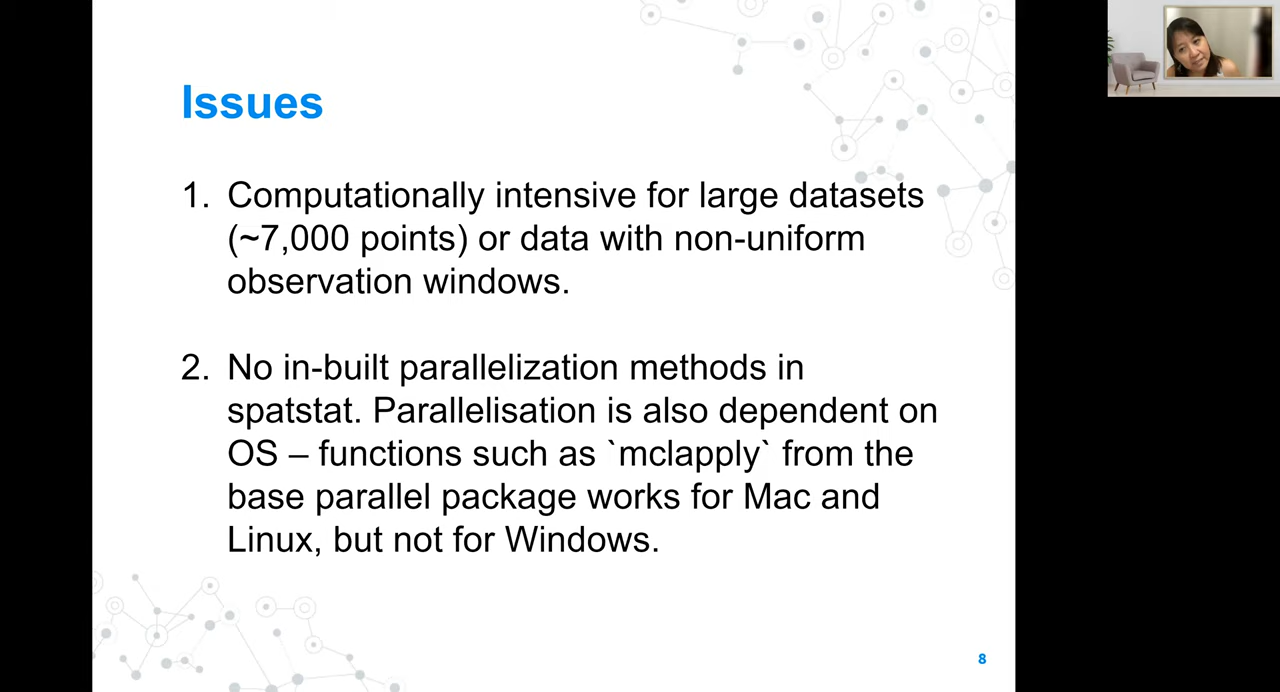 Issues
1. Computationally intensive for large datasets
(~7,000 points) or data with non-uniform
observation windows.
2. No in-built parallelization methods in
spatstat. Parallelisation is also dependent on
OS – functions such as `mclapply` from the
base parallel package works for Mac and
Linux, but not for Windows.
8